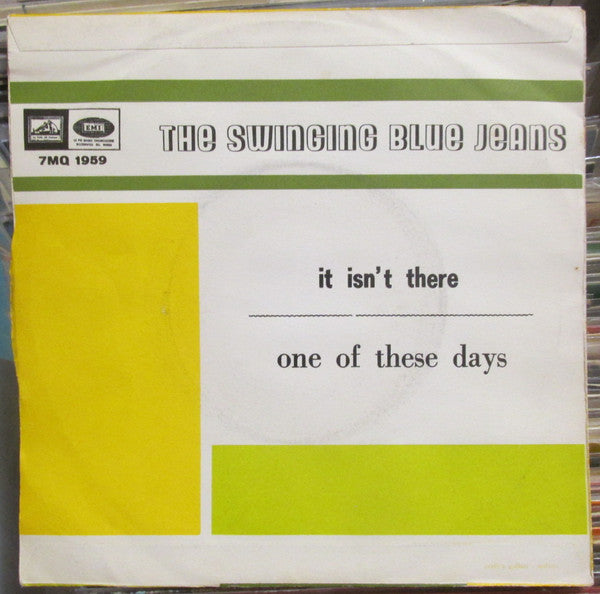 EMI
THE SWINGING BLUE JEANS
7MQ 1959
it isn't there
one of these days